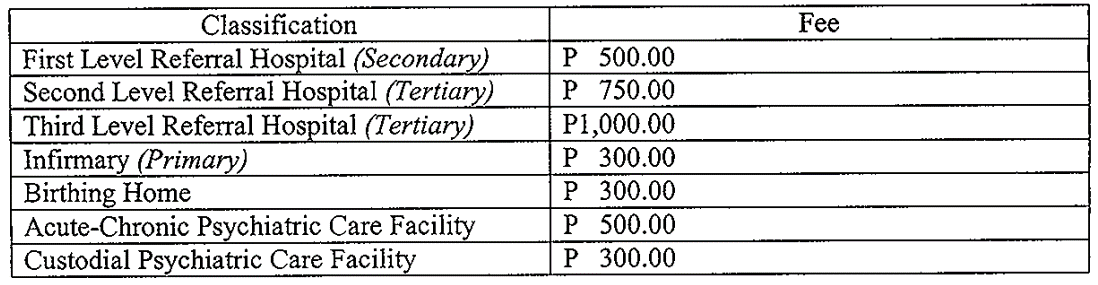 Classification Fee
First Level Referral Hospital (Secondary) P 500.00
Second Level Referral Hospital (Tertiary) P 750.00
Third Level Referral Hospital (Tertiary) P1,000.00
Infirmary (Primary) P 300.00
Birthing Home P 300.00
Acute-Chronic Psychiatric Care Facility P 500.00
Custodial Psychiatric Care Facility P 300.00